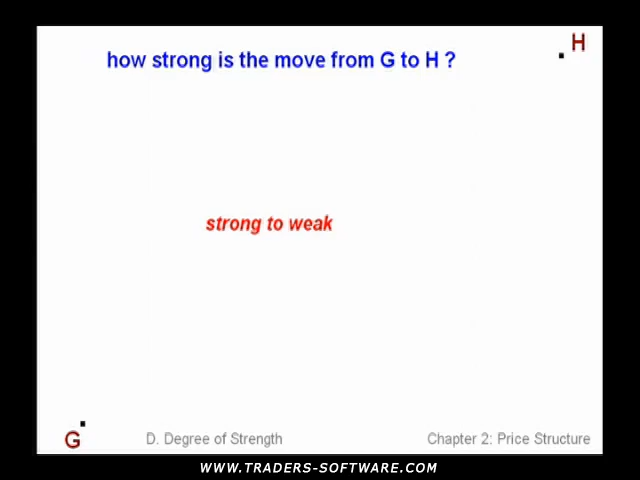 H
how strong is the move from G to H ?
strong to weak
G
D. Degree of Strength
Chapter 2: Price Structure
WWW.TRADERS-SOFTWARE.COM